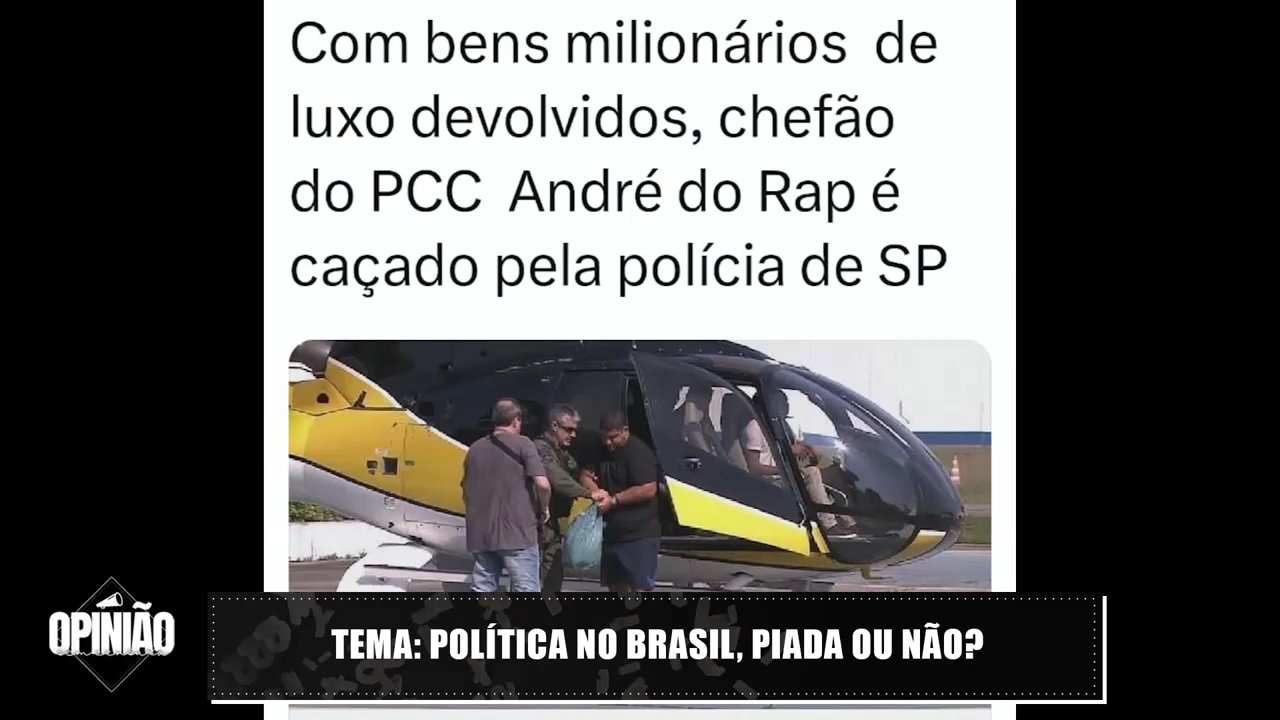 Com bens milionários de
luxo devolvidos, chefão
do PCC André do Rap é
caçado pela polícia de SP
OPINIÃO
TEMA: POLÍTICA NO BRASIL, PIADA OU NÃO?